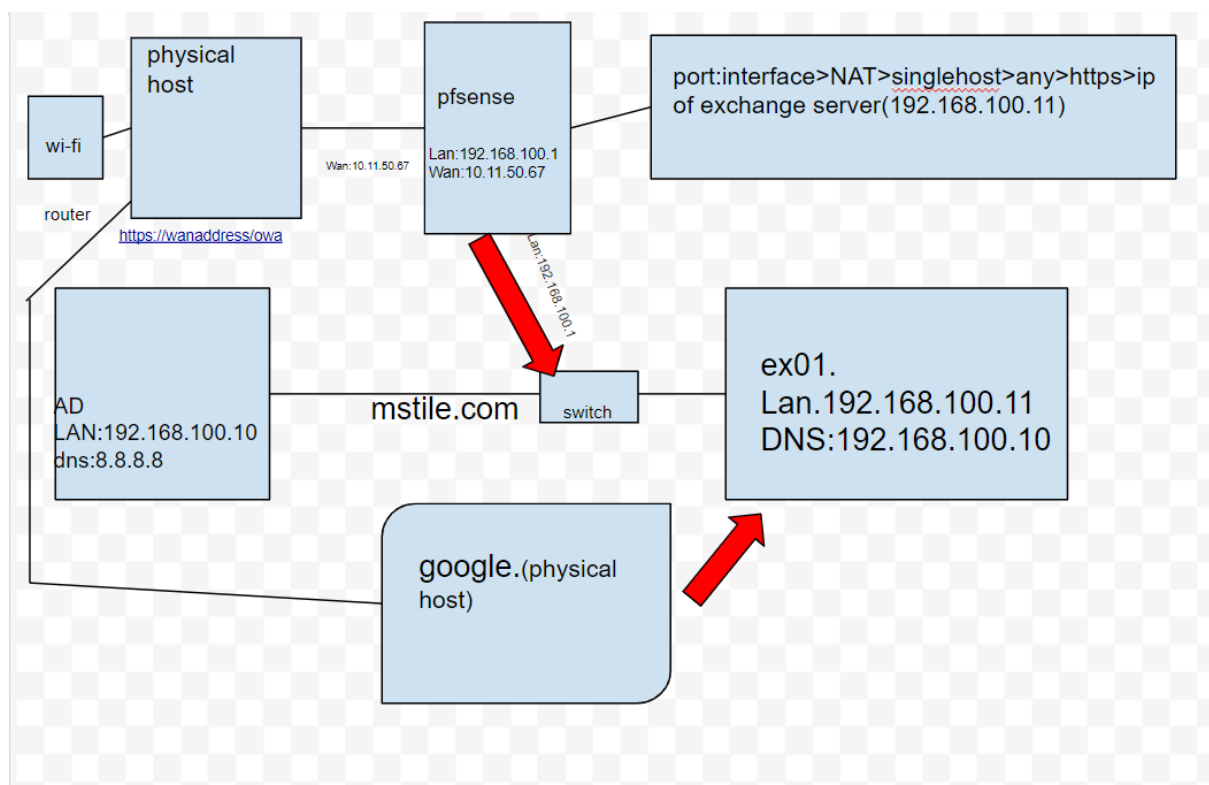 physical
host
wi-fi
router
https://wanaddress/owa
Wan:10.11.50.67
pfsense
Lan:192.168.100.1
Wan:10.11.50.67
port:interface>NAT>singlehost>any>https>ip
of exchange server(192.168.100.11)
Lan:192.168.100.1
AD
LAN:192.168.100.10
dns:8.8.8.8
mstile.com
switch
ex01.
Lan.192.168.100.11
DNS:192.168.100.10
google.(physical
host)